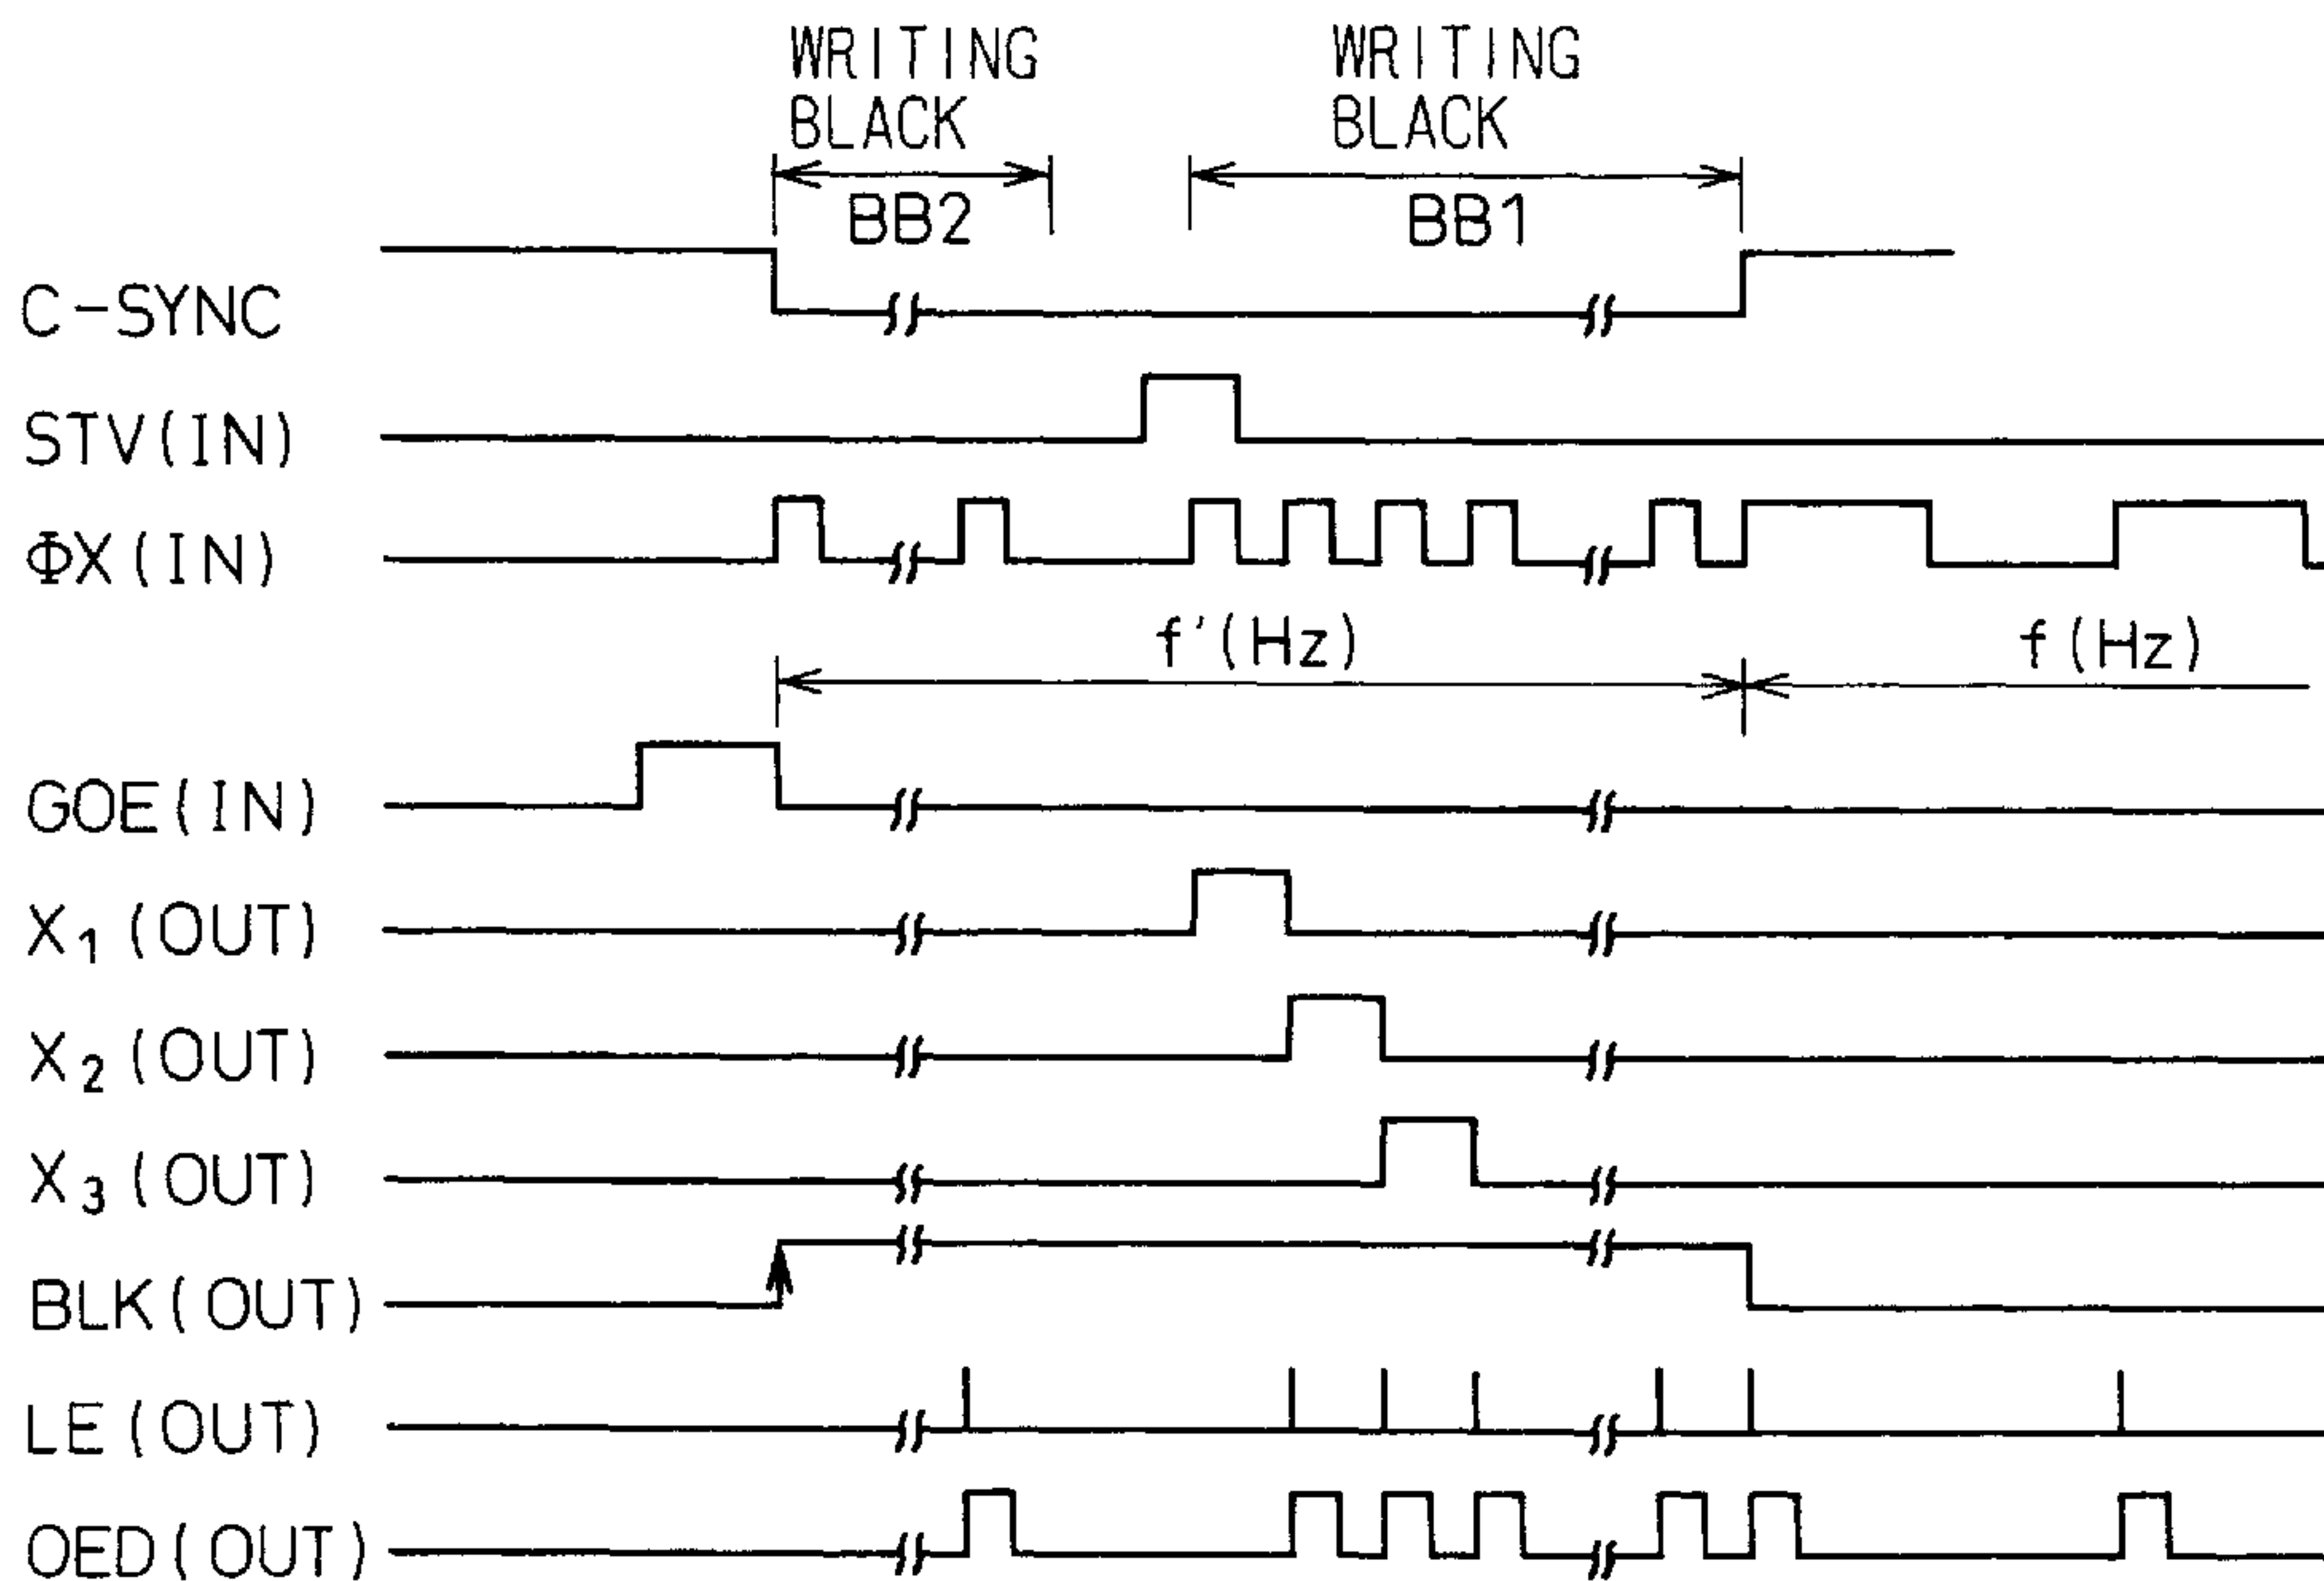 WRITING WRITING
BLACK BLACK
BB2 BB1
C-SYNC
STV(IN)
ΦX(IN)
f'(Hz) f(Hz)
GOE(IN)
X₁(OUT)
X₂(OUT)
X₃(OUT)
BLK(OUT)
LE(OUT)
OED(OUT)